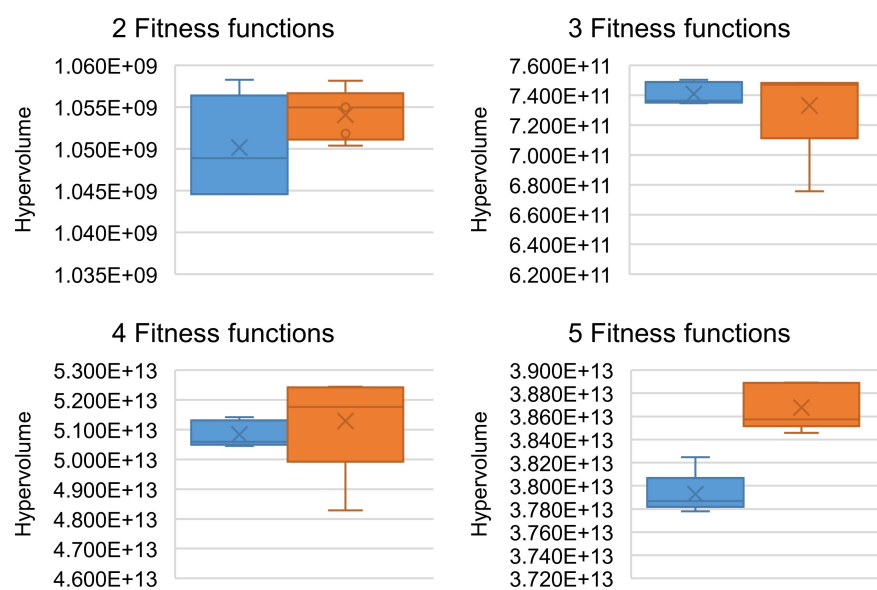 2 Fitness functions
Hypervolume
1.060E+09
1.055E+09
1.050E+09
1.045E+09
1.040E+09
1.035E+09
3 Fitness functions
Hypervolume
7.600E+11
7.400E+11
7.200E+11
7.000E+11
6.800E+11
6.600E+11
6.400E+11
6.200E+11
4 Fitness functions
Hypervolume
5.300E+13
5.200E+13
5.100E+13
5.000E+13
4.900E+13
4.800E+13
4.700E+13
4.600E+13
5 Fitness functions
Hypervolume
3.900E+13
3.880E+13
3.860E+13
3.840E+13
3.820E+13
3.800E+13
3.780E+13
3.760E+13
3.740E+13
3.720E+13